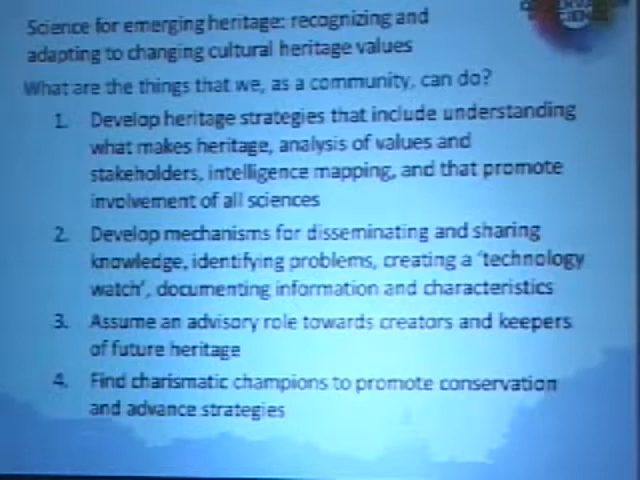 Science for emerging heritage: recognizing and
adapting to changing cultural heritage values
What are the things that we, as a community, can do?
1. Develop heritage strategies that include understanding
what makes heritage, analysis of values and
stakeholders, intelligence mapping, and that promote
involvement of all sciences
2. Develop mechanisms for disseminating and sharing
knowledge, identifying problems, creating a 'technology
watch', documenting information and characteristics
3. Assume an advisory role towards creators and keepers
of future heritage
4. Find charismatic champions to promote conservation
and advance strategies